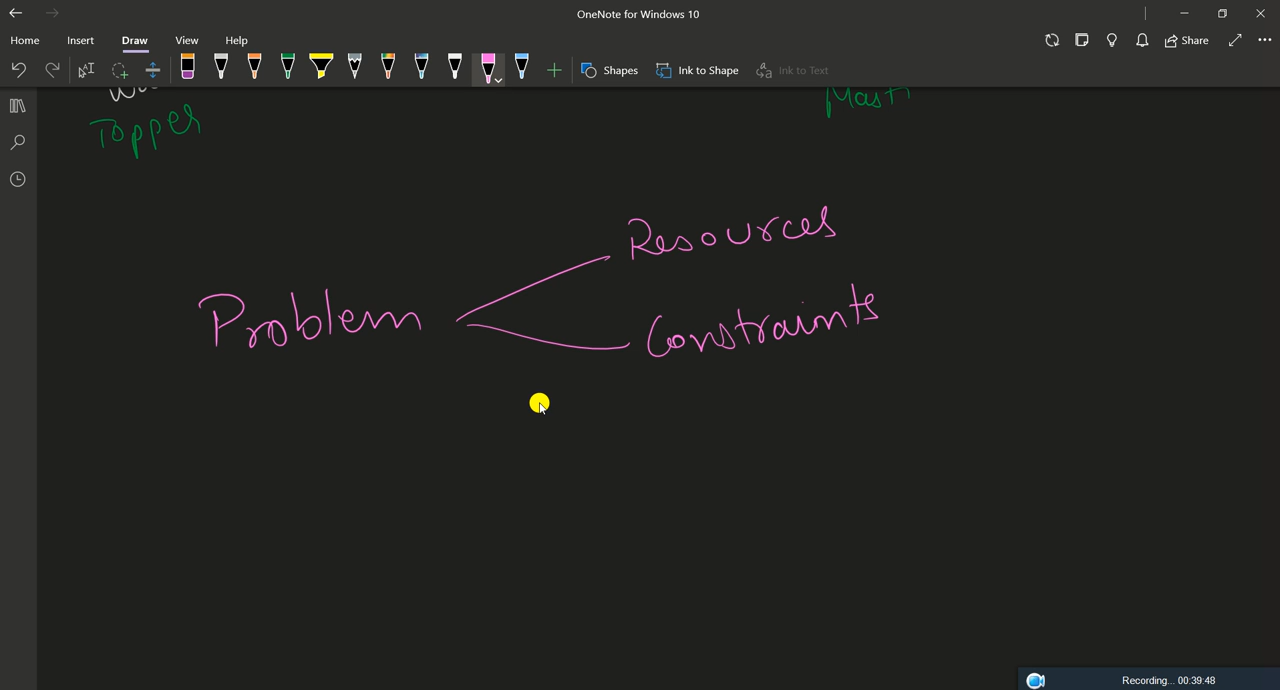 OneNote for Windows 10
Home Insert Draw View Help
Share
Shapes Ink to Shape Ink to Text
Topper
Resources
Problem
Constraints
Recording... 00:39:48